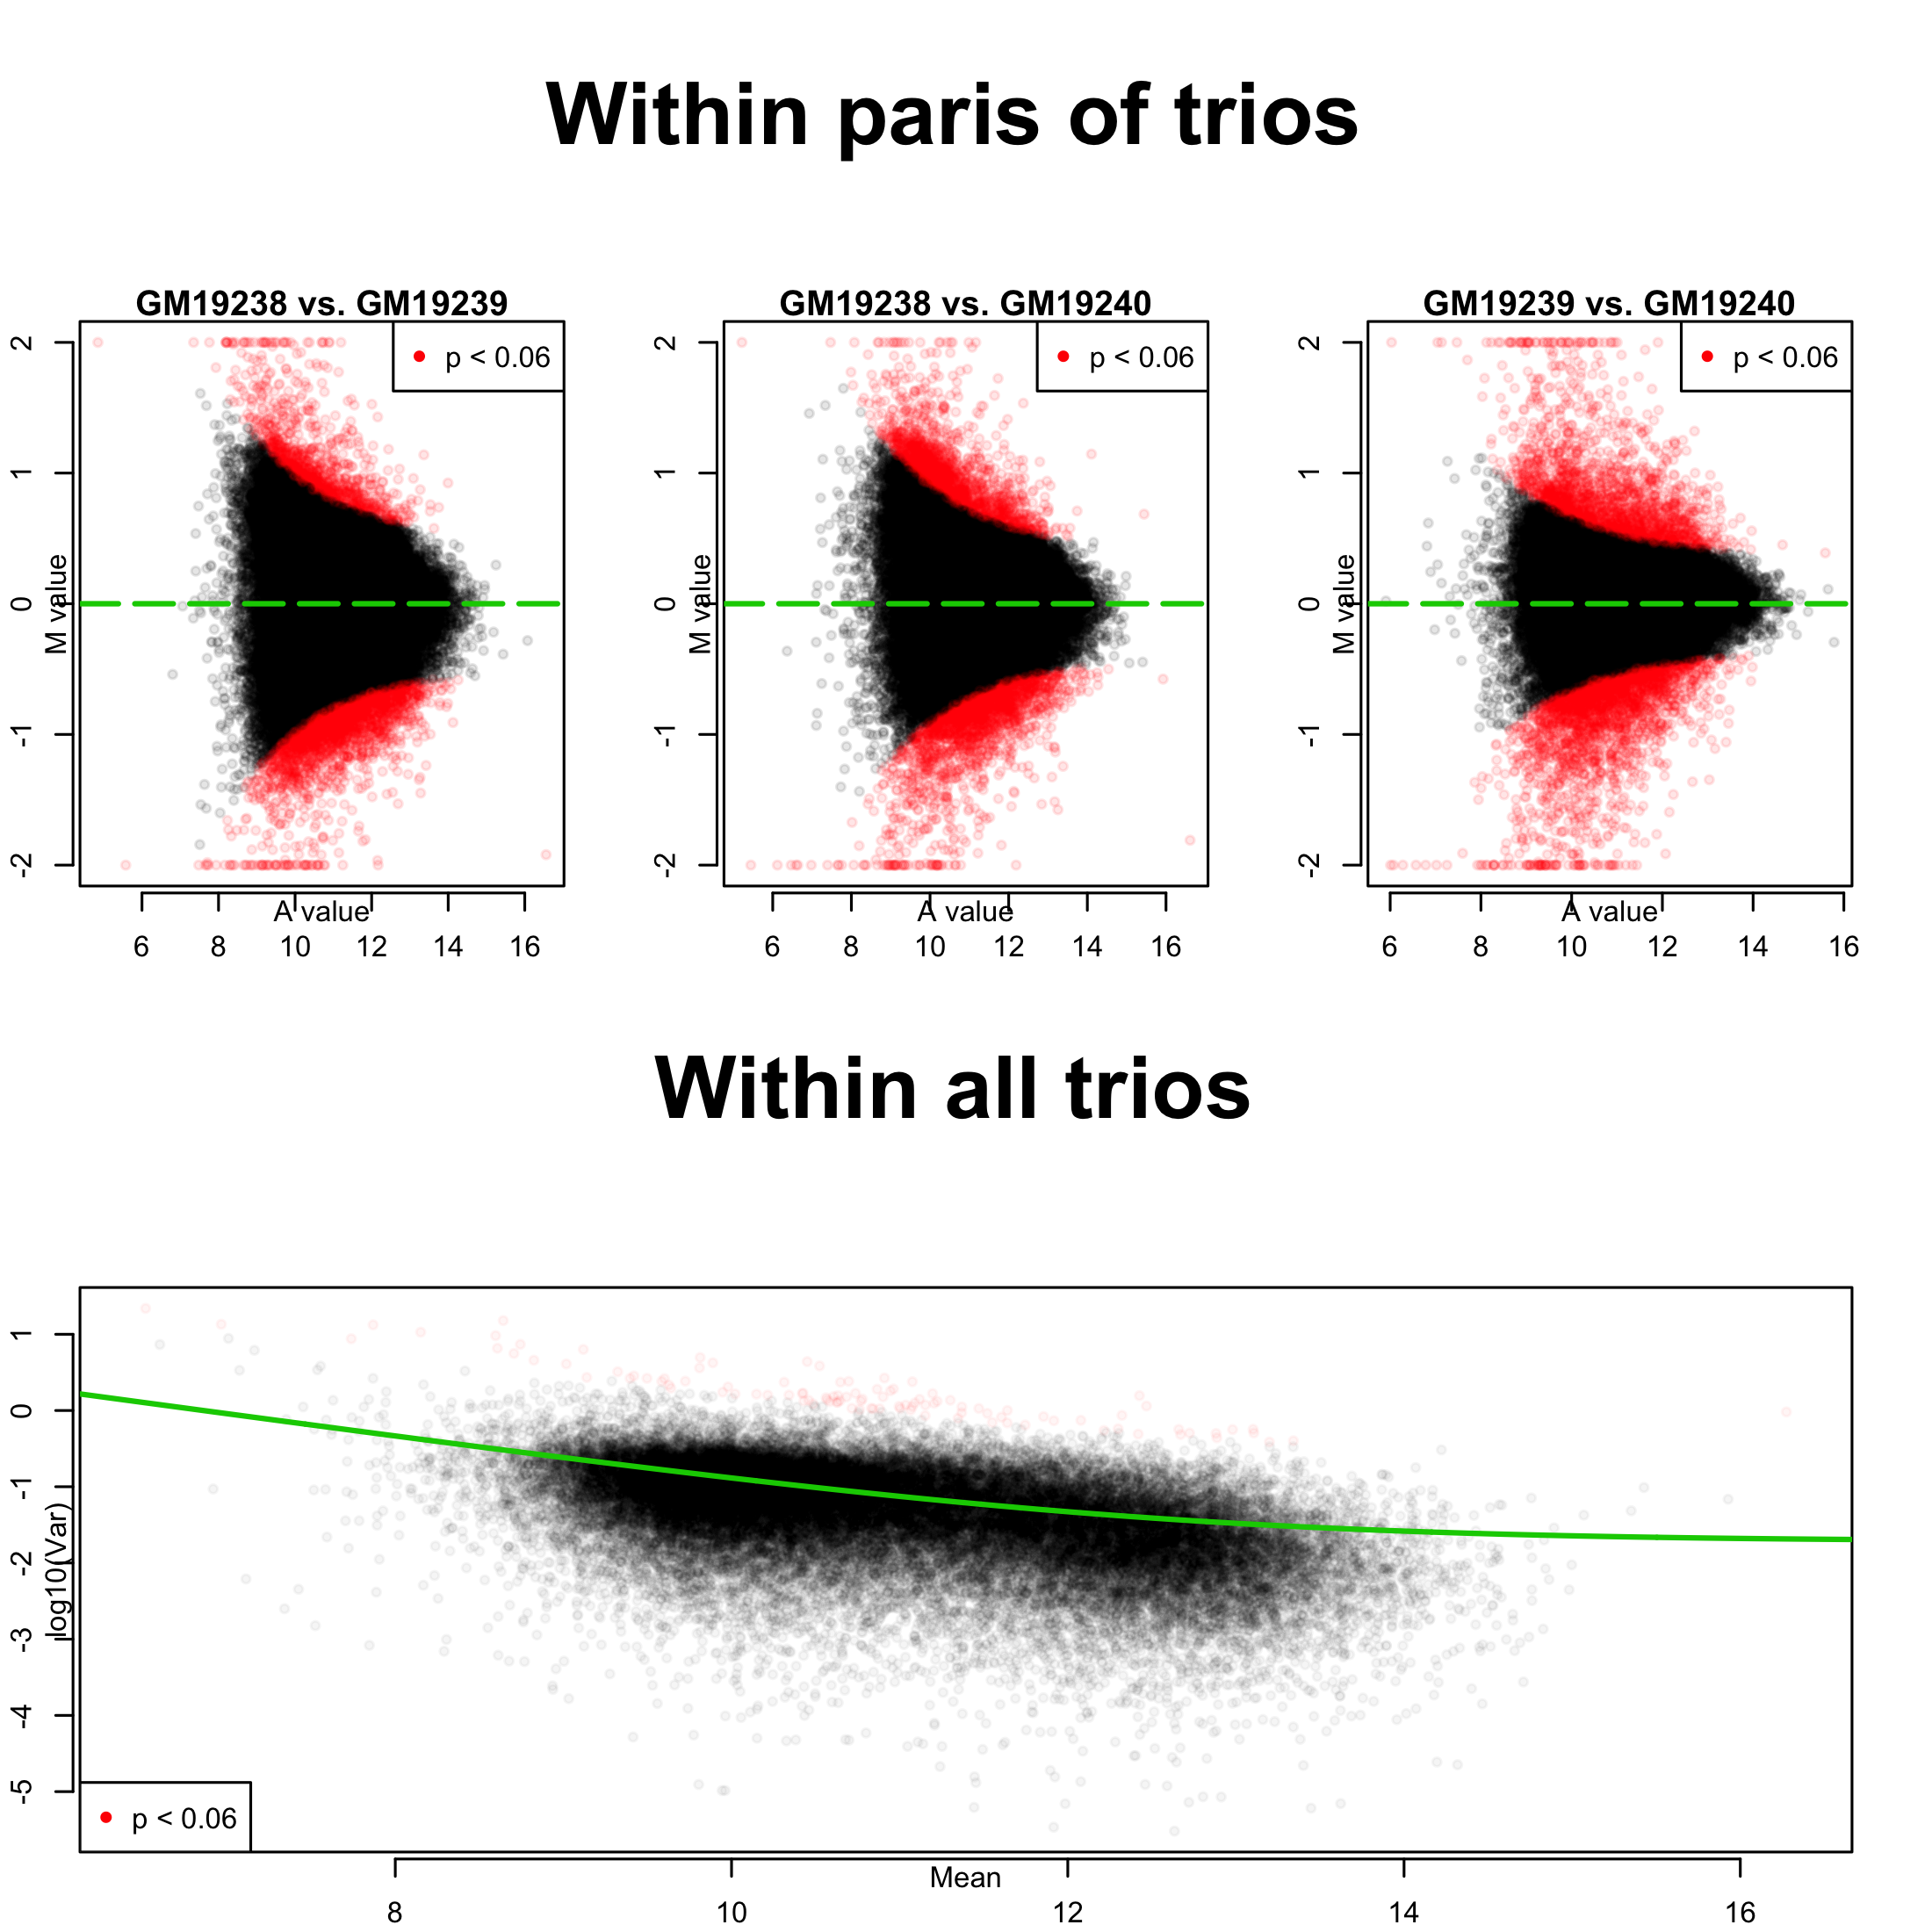 Within paris of trios
GM19238 vs. GM19239
p < 0.06
M value
2
1
0
-1
-2
A value
6 8 10 12 14 16
GM19238 vs. GM19240
p < 0.06
M value
2
1
0
-1
-2
A value
6 8 10 12 14 16
GM19239 vs. GM19240
p < 0.06
M value
2
1
0
-1
-2
A value
6 8 10 12 14 16
Within all trios
log10(Var)
1
0
-1
-2
-3
-4
-5
p < 0.06
Mean
8 10 12 14 16